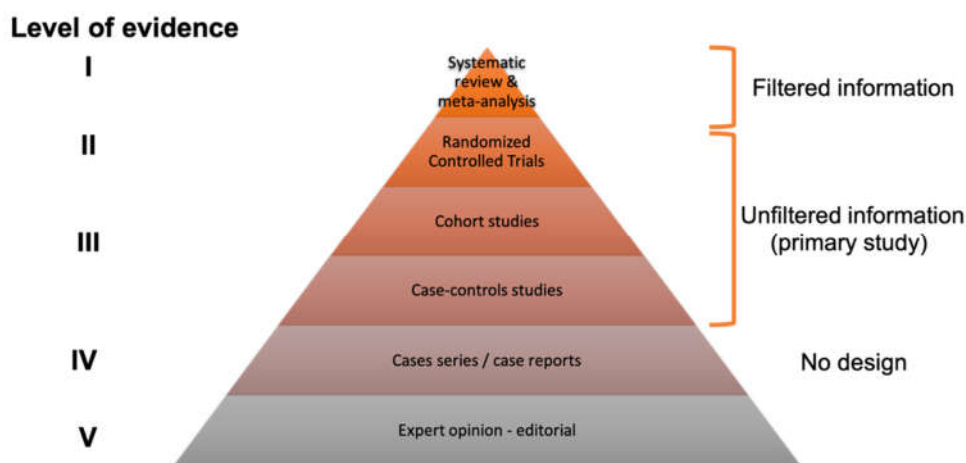 Level of evidence
I
Systematic
review &
meta-analysis
Filtered information
II
Randomized
Controlled Trials
Cohort studies
Unfiltered information
(primary study)
III
Case-controls studies
IV
Cases series / case reports
No design
V
Expert opinion - editorial